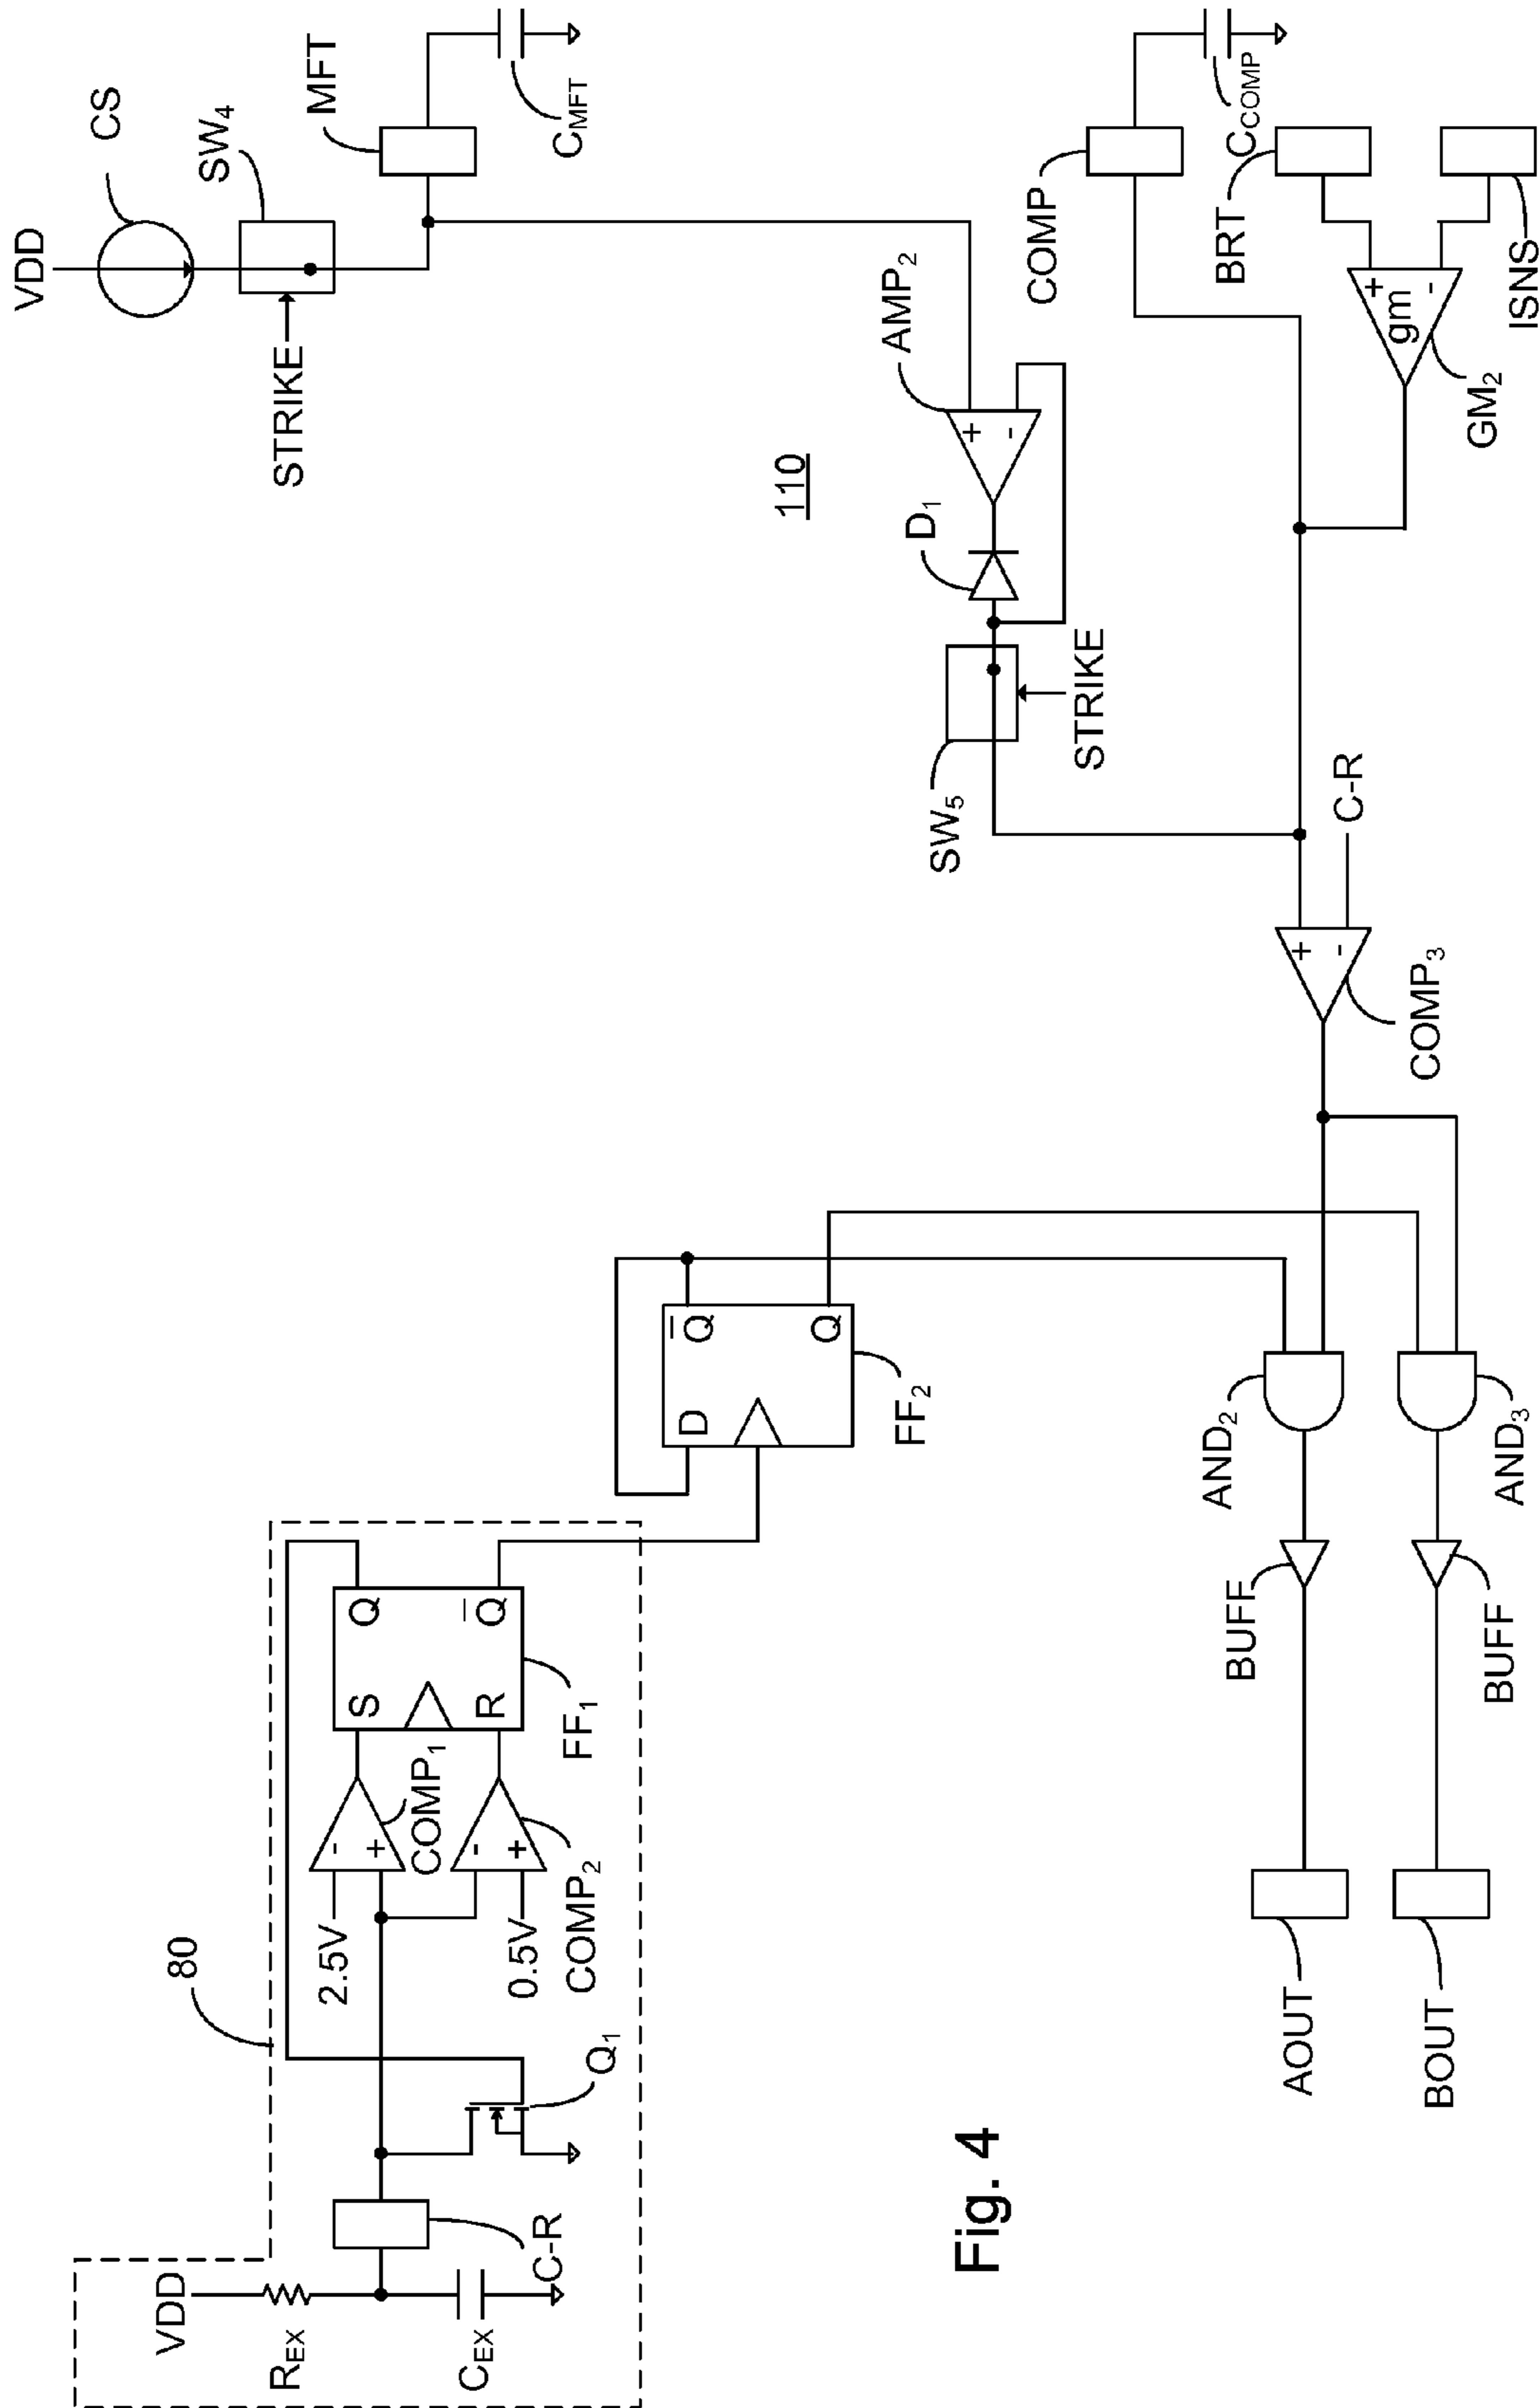 VDD
CS
SW4
STRIKE
MFT
CMFT
AMP2
+
-
110
D1
SW5
STRIKE
COMP
CCOMP
BRT
+
-
gm
ISNS
GM2
+
-
C-R
COMP3
80
VDD
REX
CEX
C-R
Q1
2.5V
-
+
COMP1
0.5V
-
+
COMP2
S
Q
R
Q̅
FF1
D
Q̅
Q
FF2
AND2
AND3
BUFF
BUFF
AOUT
BOUT
Fig. 4